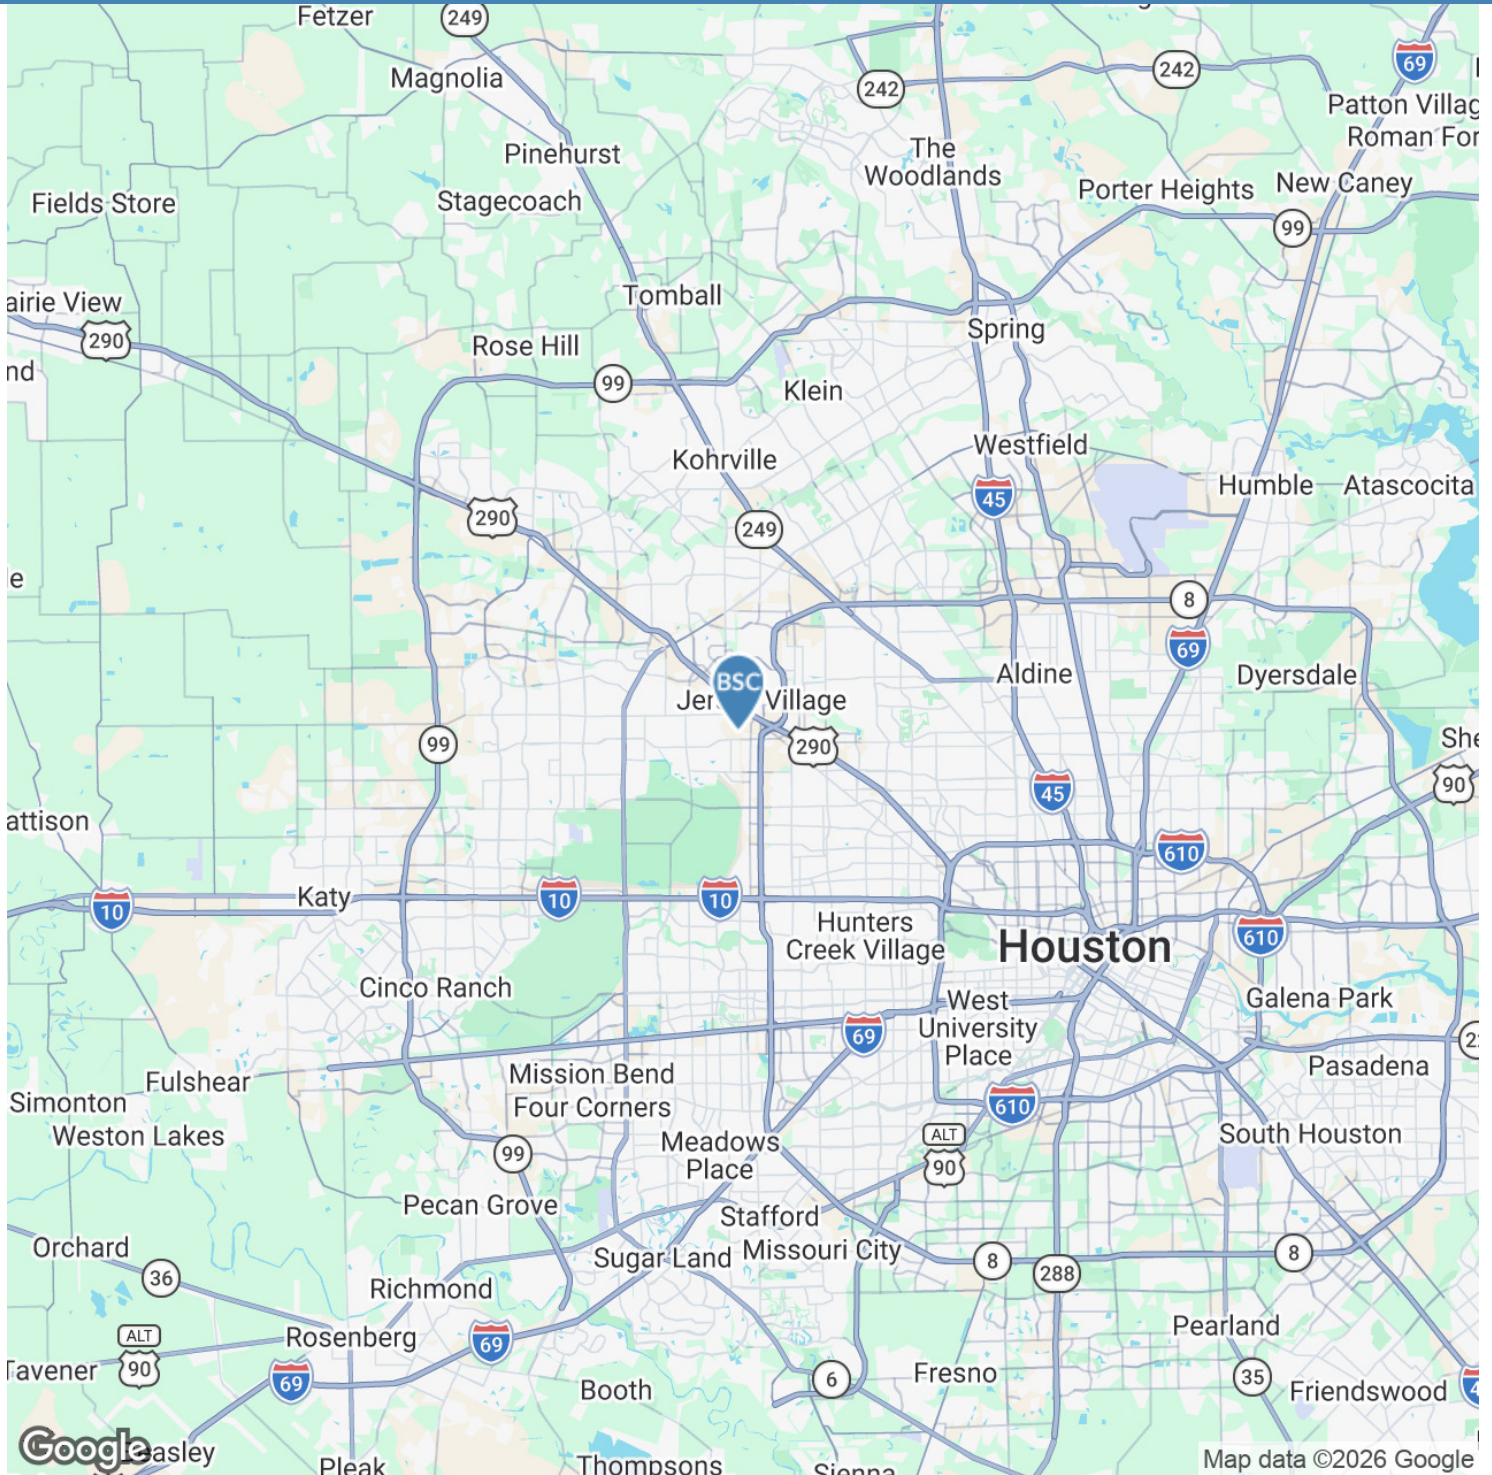 Fetzer
249
Magnolia
242
242
69
Patton Villag
Roman For
Pinehurst
The
Woodlands
Stagecoach
Fields Store
Porter Heights
New Caney
99
airie View
290
nd
Tomball
Spring
Rose Hill
99
Klein
Westfield
Kohrville
45
Humble
Atascocita
290
249
le
8
69
Aldine
Dyersdale
BSC
Jer
Village
99
290
She
90
45
attison
610
Katy
10
10
10
Hunters
Creek Village
Houston
610
Cinco Ranch
West
University
Place
Galena Park
69
Fulshear
Mission Bend
Four Corners
Pasadena
Simonton
Weston Lakes
610
ALT
90
South Houston
Meadows
Place
99
Pecan Grove
Stafford
Missouri City
Orchard
36
Sugar Land
8
288
8
Richmond
ALT
90
Rosenberg
69
Pearland
Tavener
69
Booth
6
Fresno
35
Friendswood
Google
easley
Pleak
Thompsons
Sienna
Map data ©2026 Google